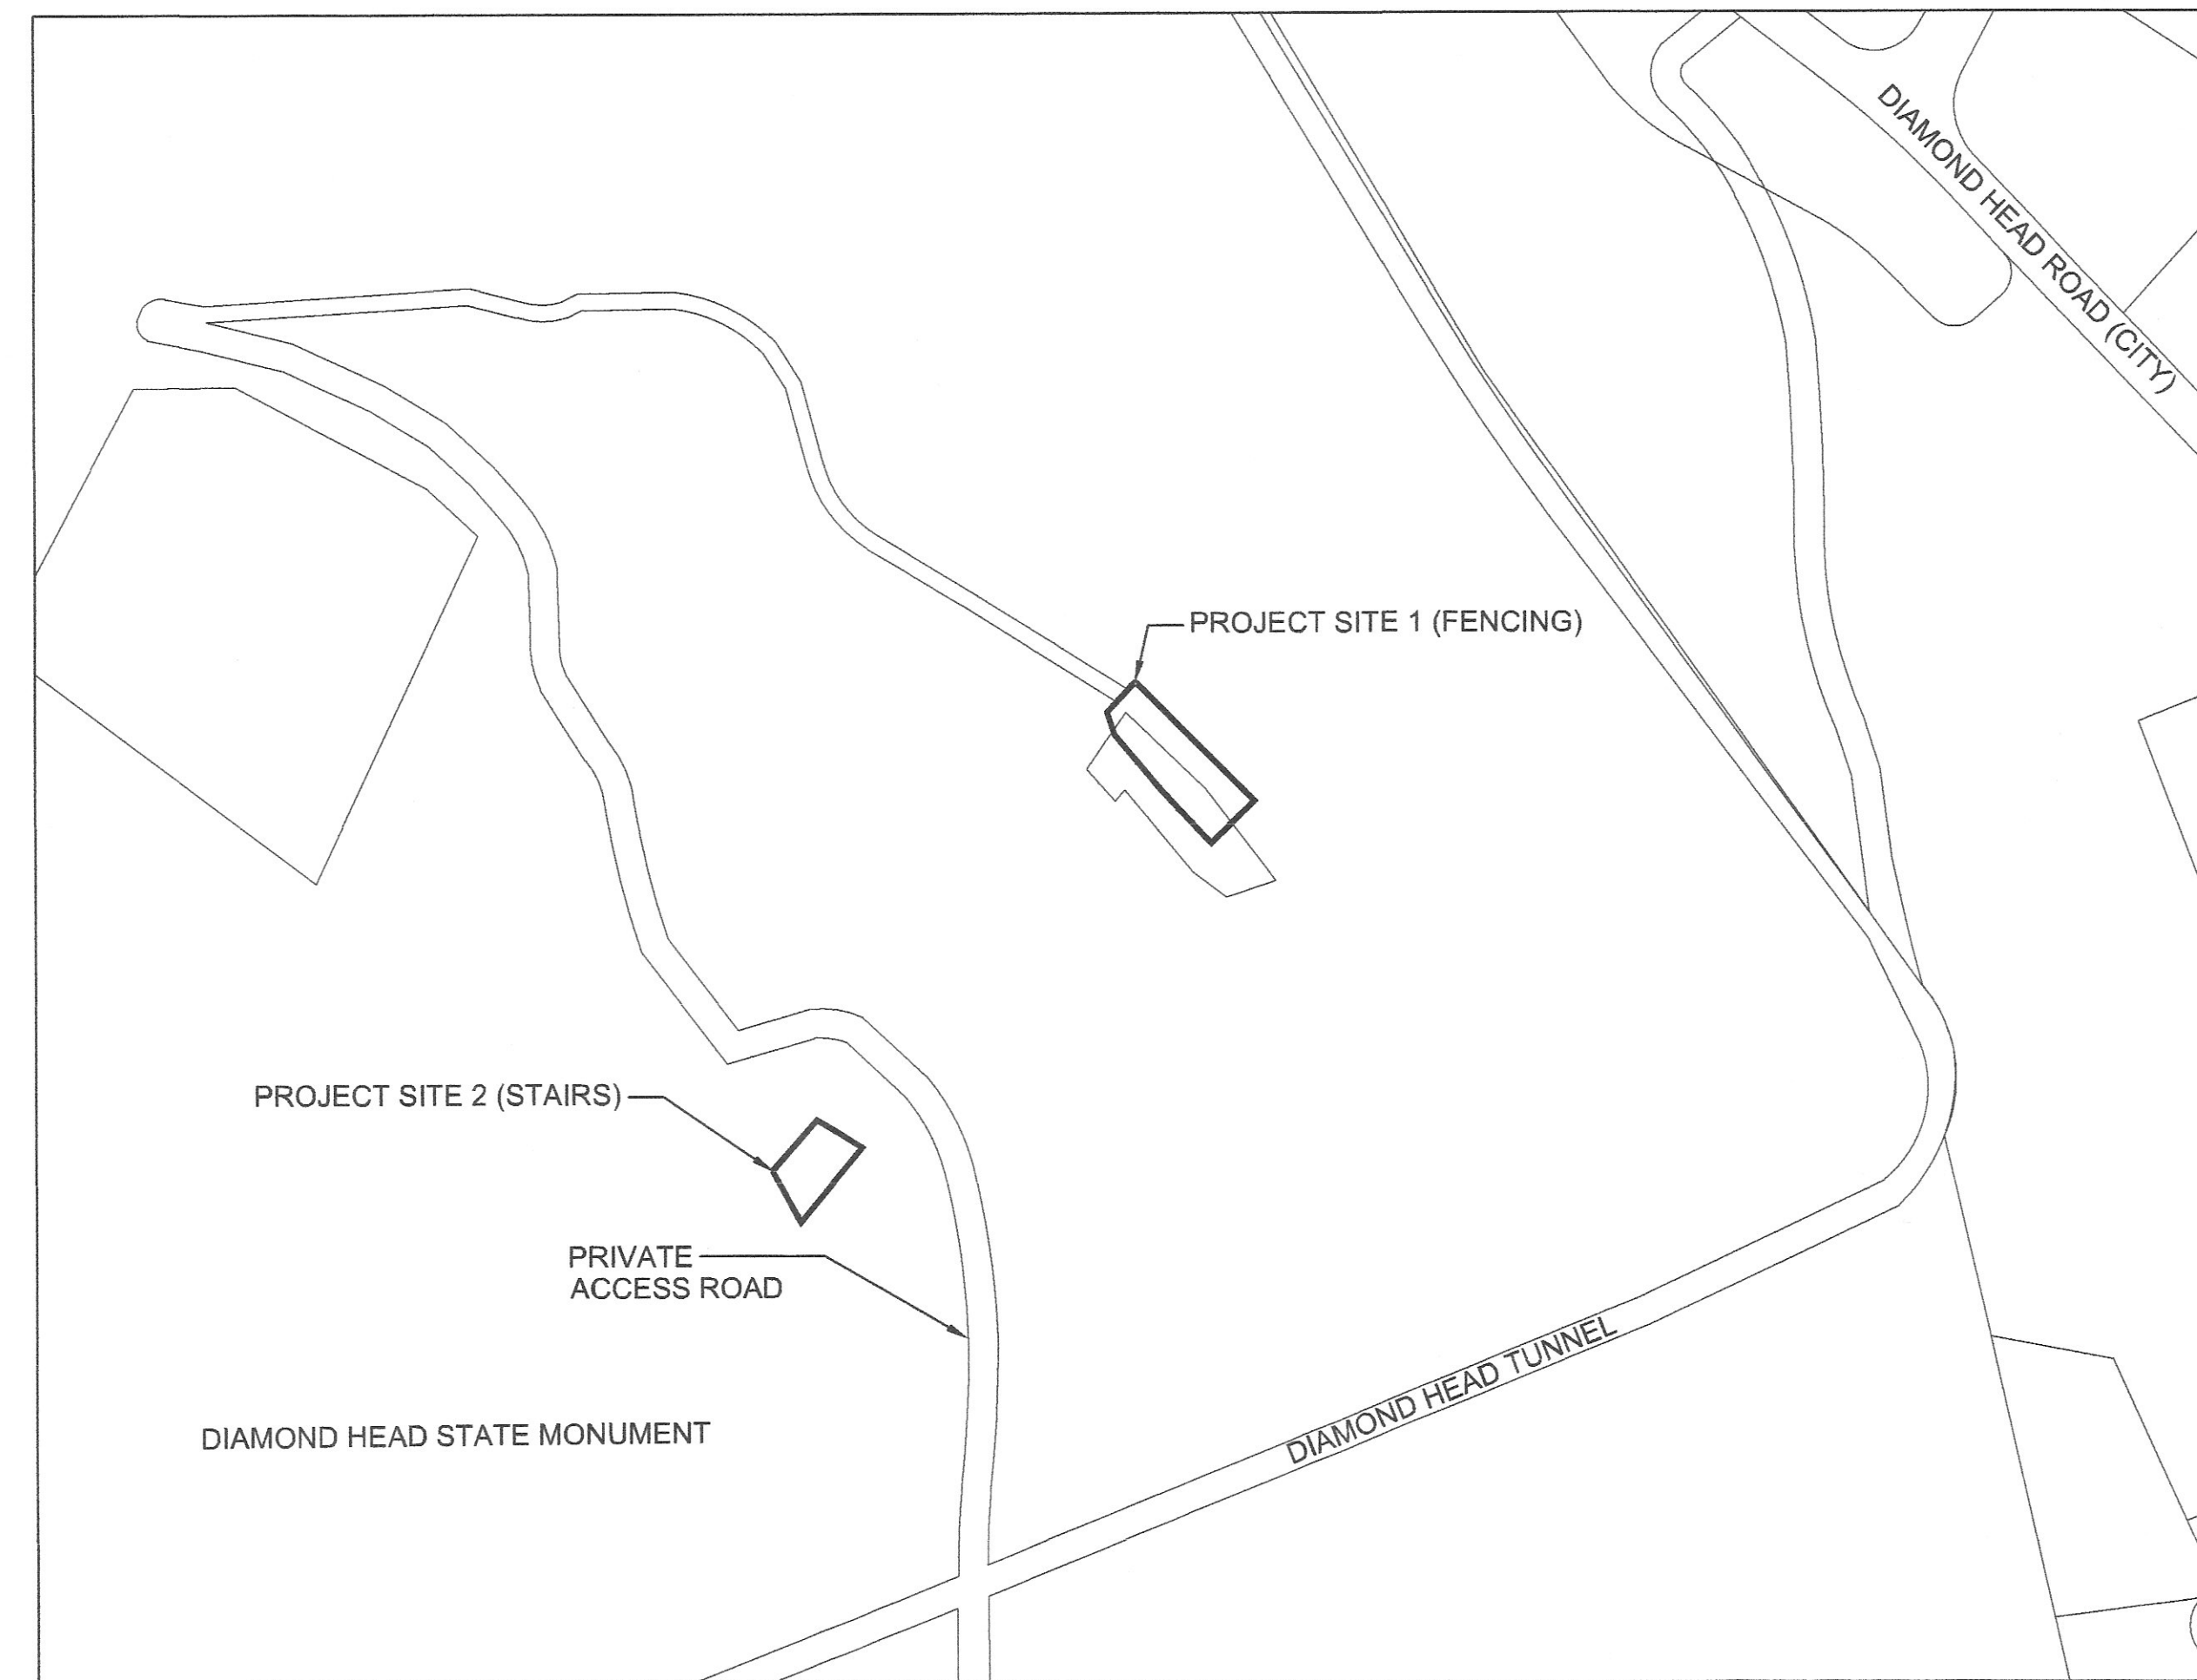 DIAMOND HEAD ROAD (CITY)
PROJECT SITE 1 (FENCING)
PROJECT SITE 2 (STAIRS)
PRIVATE
ACCESS ROAD
DIAMOND HEAD TUNNEL
DIAMOND HEAD STATE MONUMENT